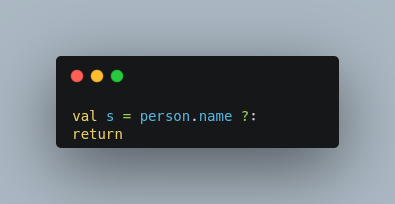 val s = person.name ?:
return